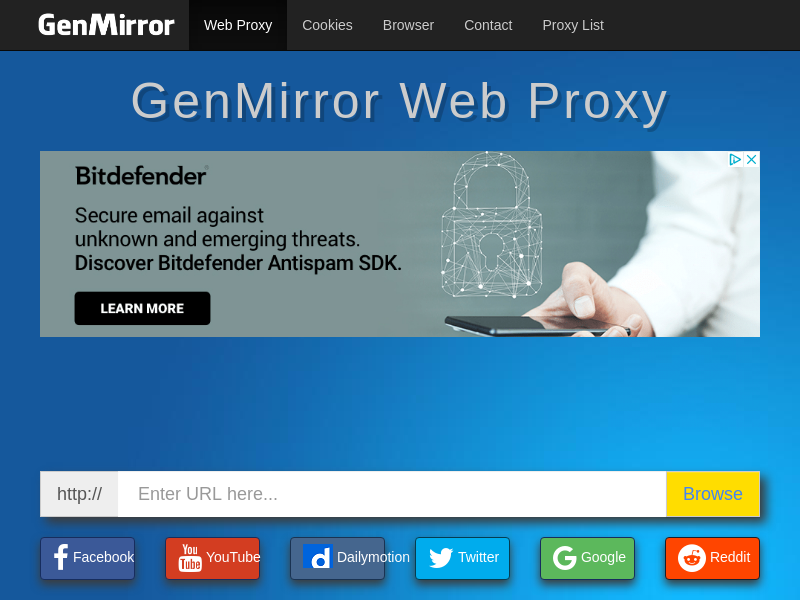 GenMirror Web Proxy Cookies Browser Contact Proxy List
GenMirror Web Proxy
Bitdefender
Secure email against
unknown and emerging threats.
Discover Bitdefender Antispam SDK.
LEARN MORE
http:// Enter URL here... Browse
Facebook You Tube YouTube d Dailymotion Twitter G Google Reddit